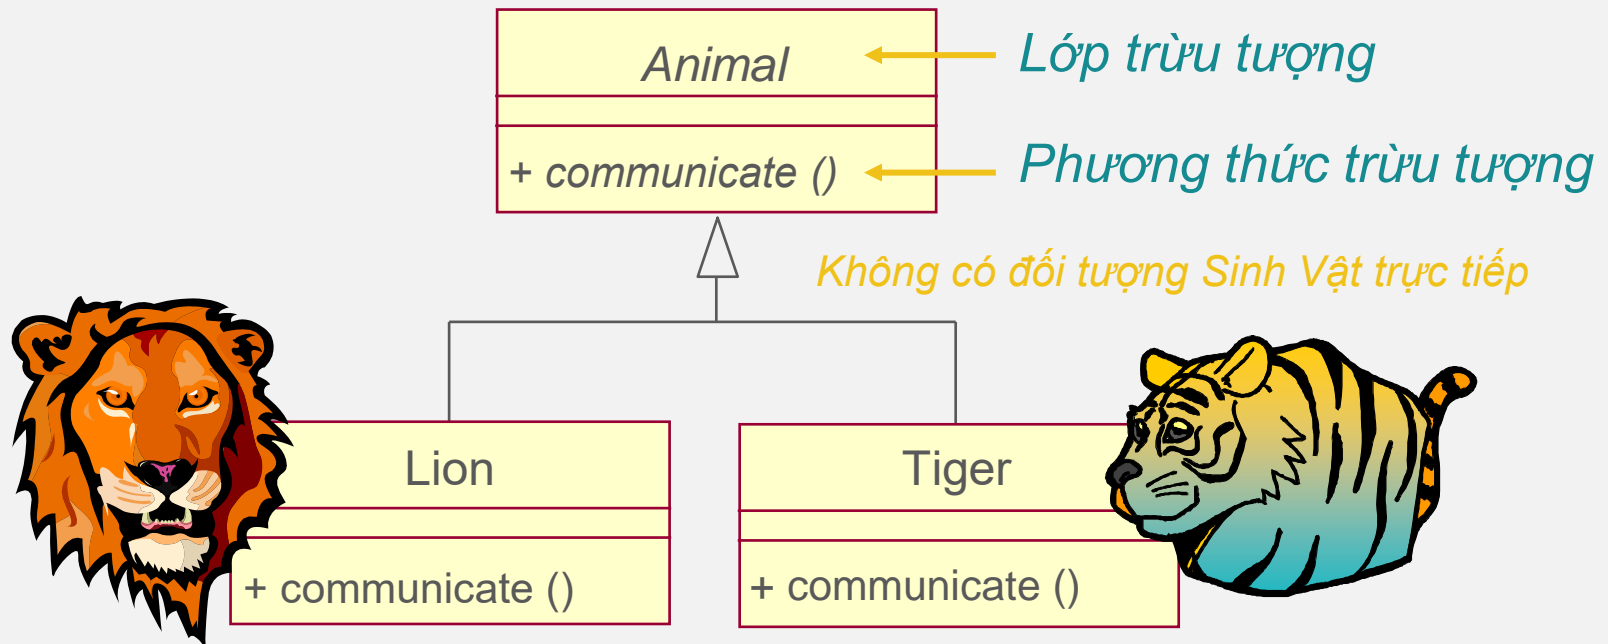 Animal
Lớp trừu tượng
+ communicate ()
Phương thức trừu tượng
Không có đối tượng Sinh Vật trực tiếp
Lion
Tiger
+ communicate ()
+ communicate ()